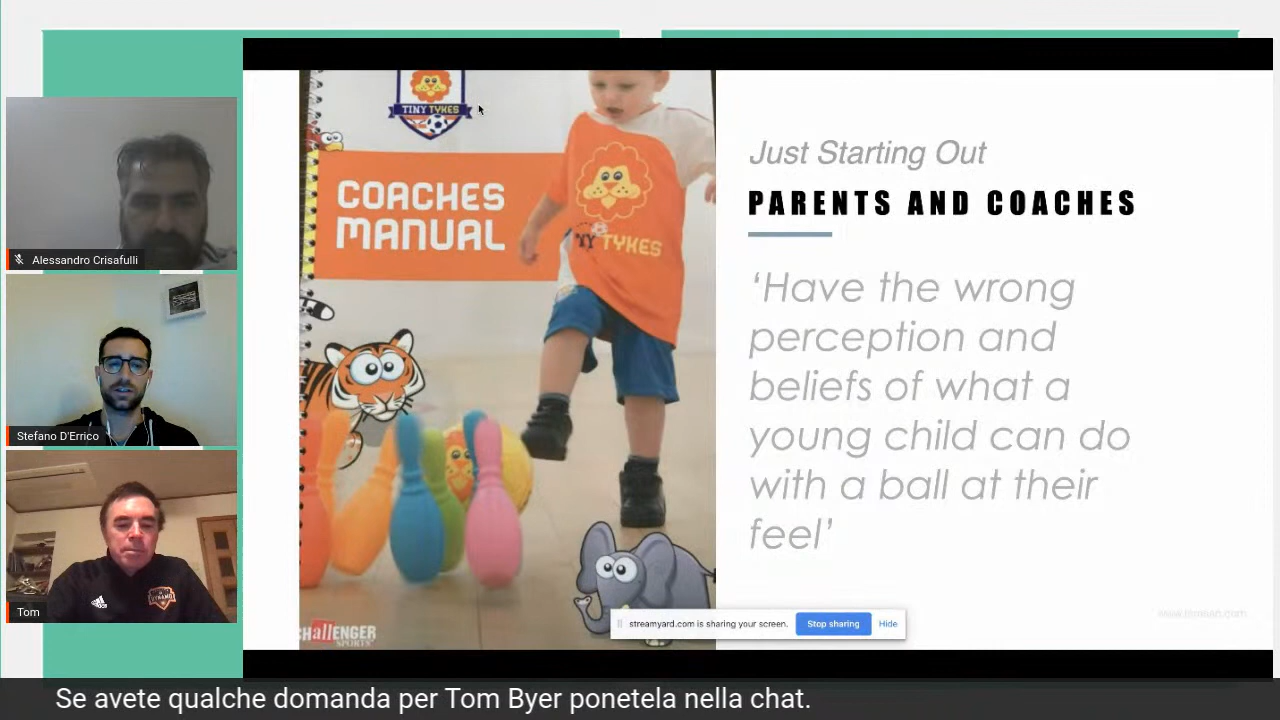 Alessandro Crisafulli
Stefano D'Errico
Tom
TINY TYKES
COACHES
MANUAL
TYKES
CHallENGER
SPORTS
Just Starting Out
PARENTS AND COACHES
‘Have the wrong
perception and
beliefs of what a
young child can do
with a ball at their
feel’
streamyard.com is sharing your screen.
Stop sharing
Hide
Se avete qualche domanda per Tom Byer ponetela nella chat.